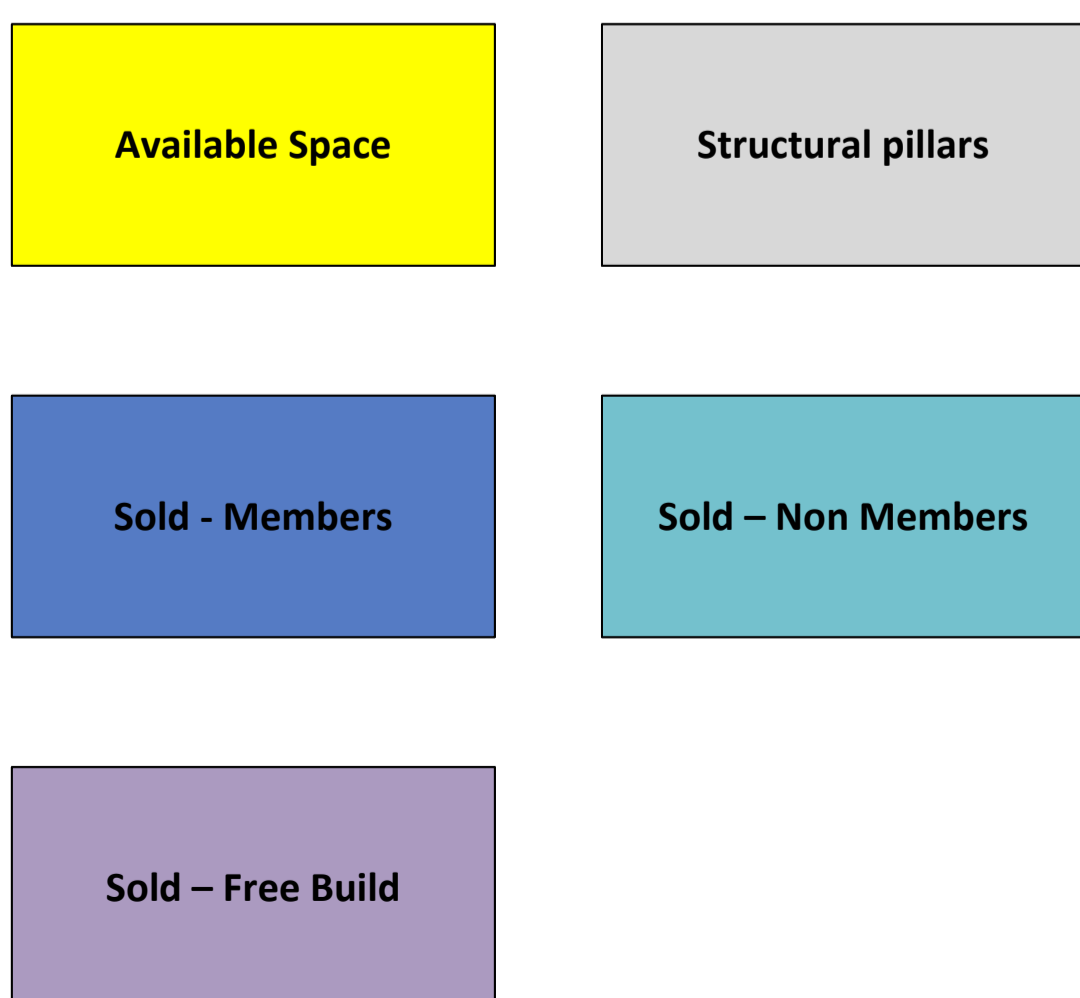 Available Space
Structural pillars
Sold - Members
Sold – Non Members
Sold – Free Build